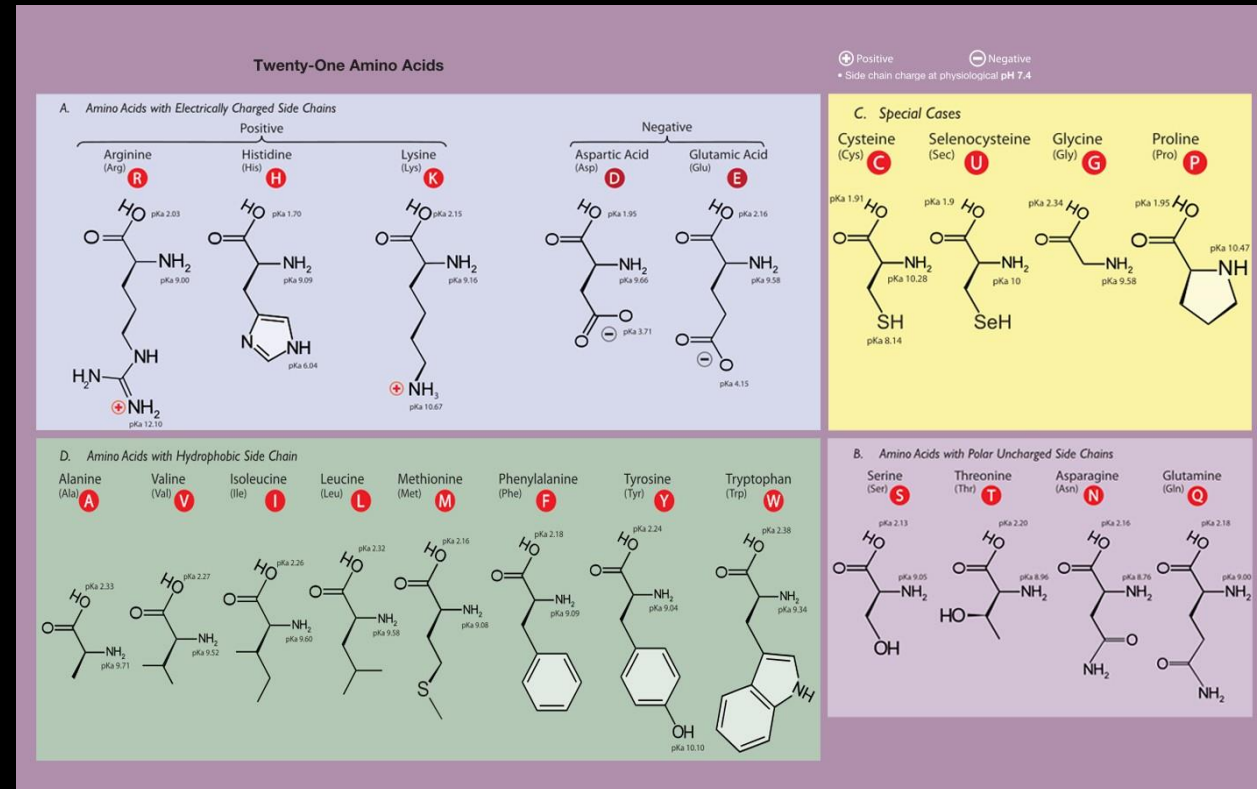 Twenty-One Amino Acids
+ Positive
− Negative
• Side chain charge at physiological pH 7.4
A. Amino Acids with Electrically Charged Side Chains
Positive
Negative
Arginine
(Arg) R
HO pKa 2.03
O
NH₂
pKa 9.00
NH
H₂N
+NH₂
pKa 12.10
Histidine
(His) H
HO pKa 1.70
O
NH₂
pKa 9.09
N
NH
pKa 6.04
Lysine
(Lys) K
HO pKa 2.15
O
NH₂
pKa 9.16
+ NH₃
pKa 10.67
Aspartic Acid
(Asp) D
HO pKa 1.95
O
NH₂
pKa 9.66
O
O − pKa 3.71
Glutamic Acid
(Glu) E
HO pKa 2.16
O
NH₂
pKa 9.58
O
− O
pKa 4.15
C. Special Cases
Cysteine
(Cys) C
pKa 1.91 HO
O
NH₂
pKa 10.28
SH
pKa 8.14
Selenocysteine
(Sec) U
pKa 1.9 HO
O
NH₂
pKa 10
SeH
Glycine
(Gly) G
pKa 2.34 HO
O
NH₂
pKa 9.58
Proline
(Pro) P
pKa 1.95 HO
O
pKa 10.47
NH
D. Amino Acids with Hydrophobic Side Chain
Alanine
(Ala) A
pKa 2.33
HO
O
NH₂
pKa 9.71
Valine
(Val) V
HO pKa 2.27
O
NH₂
pKa 9.52
Isoleucine
(Ile) I
pKa 2.26
HO
O
NH₂
pKa 9.60
Leucine
(Leu) L
pKa 2.32
HO
O
NH₂
pKa 9.58
Methionine
(Met) M
pKa 2.16
HO
O
NH₂
pKa 9.08
S
Phenylalanine
(Phe) F
pKa 2.18
HO
O
NH₂
pKa 9.09
Tyrosine
(Tyr) Y
pKa 2.24
HO
O
NH₂
pKa 9.04
OH
pKa 10.10
Tryptophan
(Trp) W
pKa 2.38
HO
O
NH₂
pKa 9.34
NH
B. Amino Acids with Polar Uncharged Side Chains
Serine
(Ser) S
pKa 2.13
HO
O
pKa 9.05
NH₂
OH
Threonine
(Thr) T
pKa 2.20
HO
O
pKa 8.96
NH₂
HO
Asparagine
(Asn) N
pKa 2.16
HO
O
pKa 8.76
NH₂
O
NH₂
Glutamine
(Gln) Q
pKa 2.18
HO
O
pKa 9.00
NH₂
O
NH₂